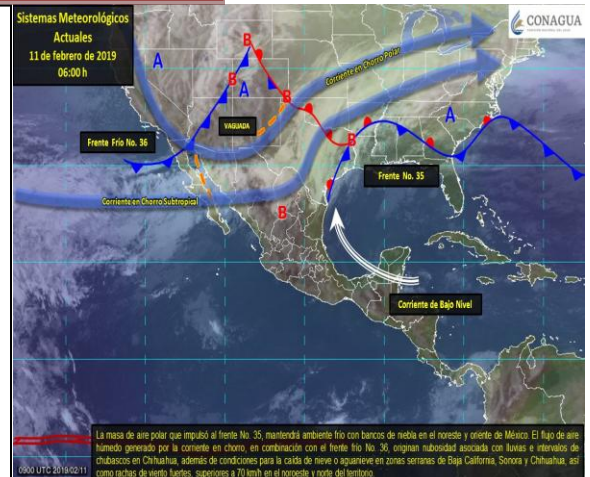 Sistemas Meteorológicos
Actuales
11 de febrero de 2019
06:00 h
CONAGUA
A
B
B
A
B
B
A
B
Corriente en Chorro Polar
VAGUADA
Frente Frío No. 36
Frente No. 35
Corriente en Chorro Subtropical
Corriente de Bajo Nivel
La masa de aire polar que impulsó al frente No. 35, mantendrá ambiente frío con bancos de niebla en el noreste y oriente de México. El flujo de aire
húmedo generado por la corriente en chorro, en combinación con el frente frío No. 36, originan nubosidad asociada con lluvias e intervalos de
chubascos en Chihuahua, además de condiciones para la caída de nieve o aguanieve en zonas serranas de Baja California, Sonora y Chihuahua, así
como rachas de viento fuertes, superiores a 70 km/h en el noroeste y norte del territorio.
0900 UTC 2019/02/11